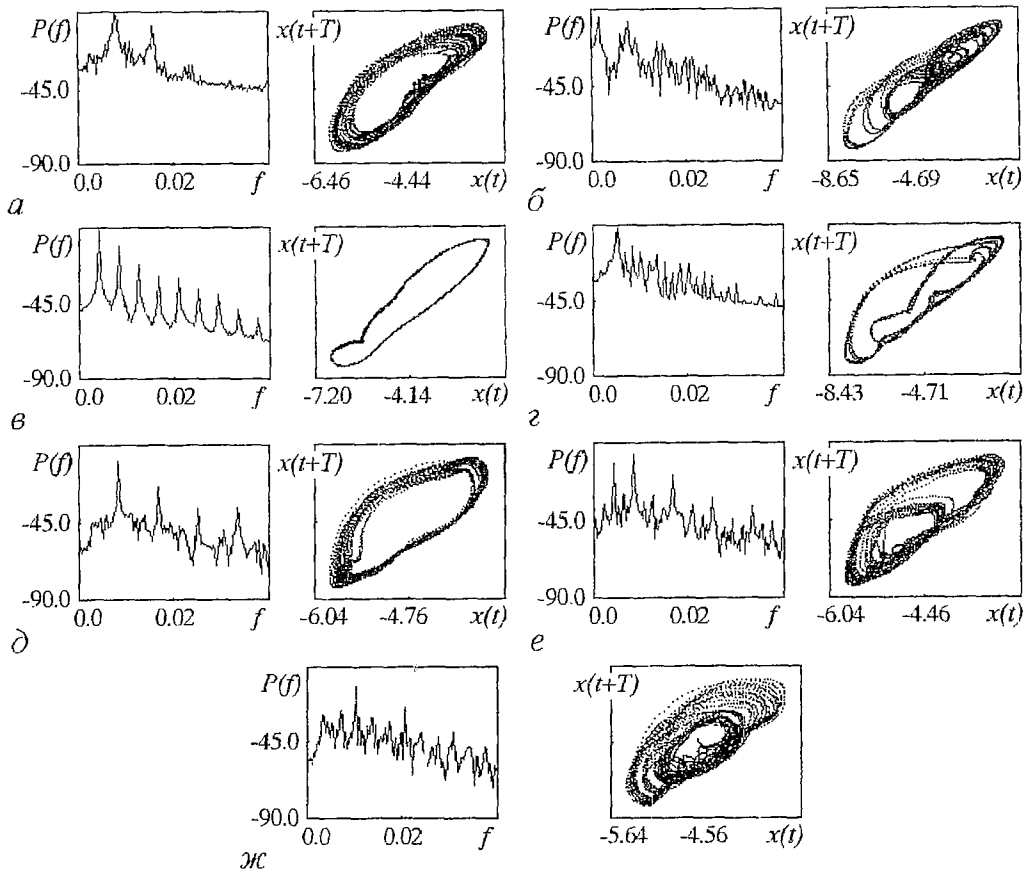 P(f)
-45.0
-90.0
0.0 0.02 f
x(t+T)
-6.46 -4.44 x(t)
а
P(f)
-45.0
-90.0
0.0 0.02 f
x(t+T)
-8.65 -4.69 x(t)
б
P(f)
-45.0
-90.0
0.0 0.02 f
x(t+T)
-7.20 -4.14 x(t)
в
P(f)
-45.0
-90.0
0.0 0.02 f
x(t+T)
-8.43 -4.71 x(t)
г
P(f)
-45.0
-90.0
0.0 0.02 f
x(t+T)
-6.04 -4.76 x(t)
д
P(f)
-45.0
-90.0
0.0 0.02 f
x(t+T)
-6.04 -4.46 x(t)
е
P(f)
-45.0
-90.0
0.0 0.02 f
x(t+T)
-5.64 -4.56 x(t)
ж